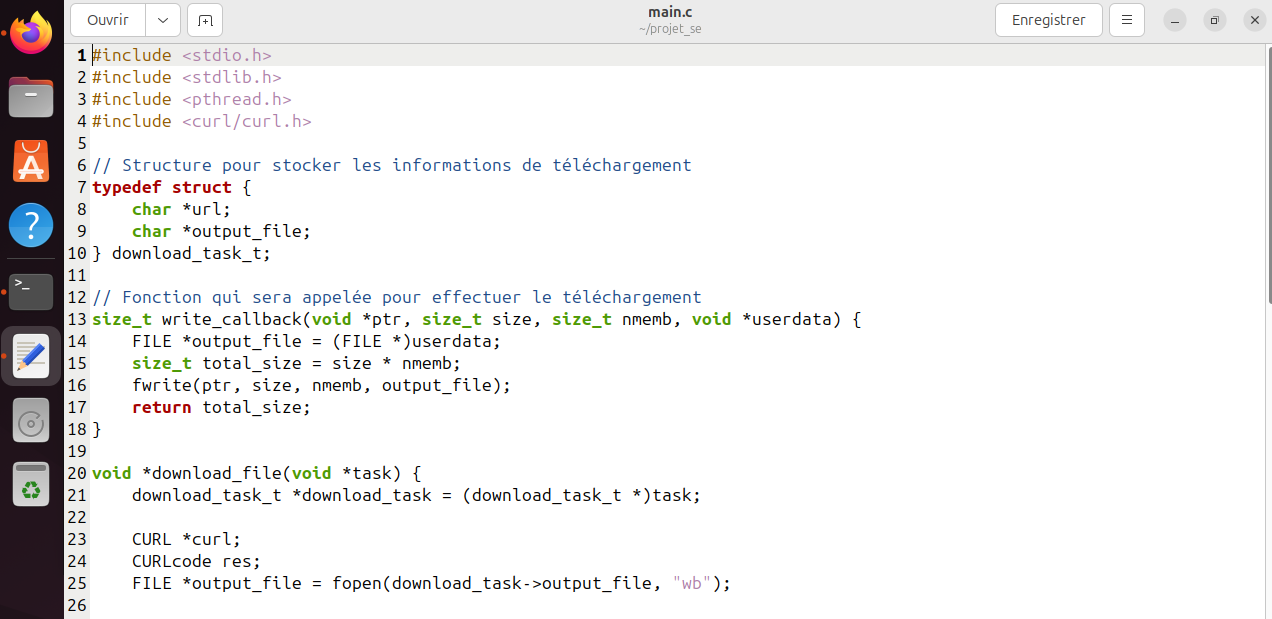 Ouvrir
main.c
~/projet_se
Enregistrer
1 #include <stdio.h>
2 #include <stdlib.h>
3 #include <pthread.h>
4 #include <curl/curl.h>
5
6 // Structure pour stocker les informations de téléchargement
7 typedef struct {
8     char *url;
9     char *output_file;
10 } download_task_t;
11
12 // Fonction qui sera appelée pour effectuer le téléchargement
13 size_t write_callback(void *ptr, size_t size, size_t nmemb, void *userdata) {
14     FILE *output_file = (FILE *)userdata;
15     size_t total_size = size * nmemb;
16     fwrite(ptr, size, nmemb, output_file);
17     return total_size;
18 }
19
20 void *download_file(void *task) {
21     download_task_t *download_task = (download_task_t *)task;
22
23     CURL *curl;
24     CURLcode res;
25     FILE *output_file = fopen(download_task->output_file, "wb");
26